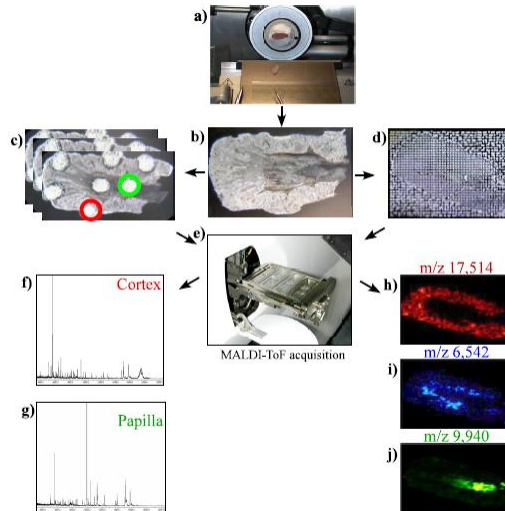 a)
c)
b)
d)
e)
f)
Cortex
MALDI-ToF acquisition
h)
m/z 17,514
i)
m/z 6,542
g)
Papilla
j)
m/z 9,940